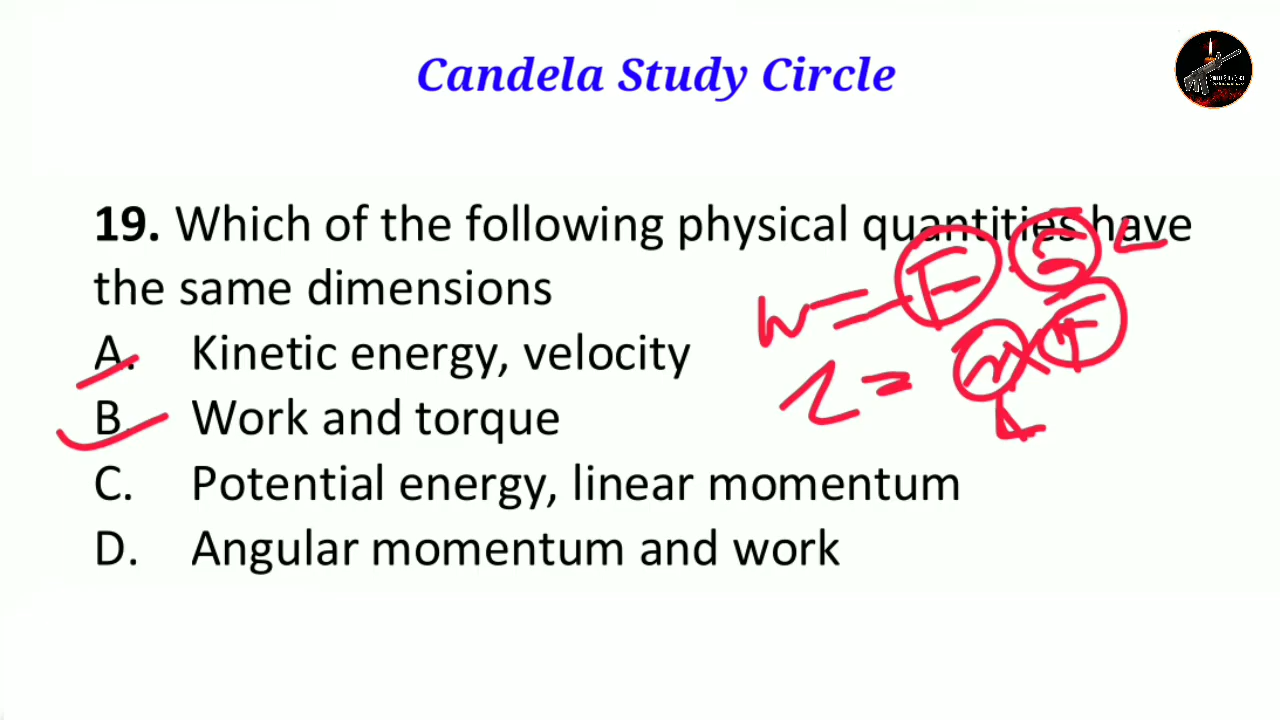 Candela Study Circle
19. Which of the following physical quantities have
the same dimensions
A. Kinetic energy, velocity
B. Work and torque
C. Potential energy, linear momentum
D. Angular momentum and work
W = F S
τ = r × F
L